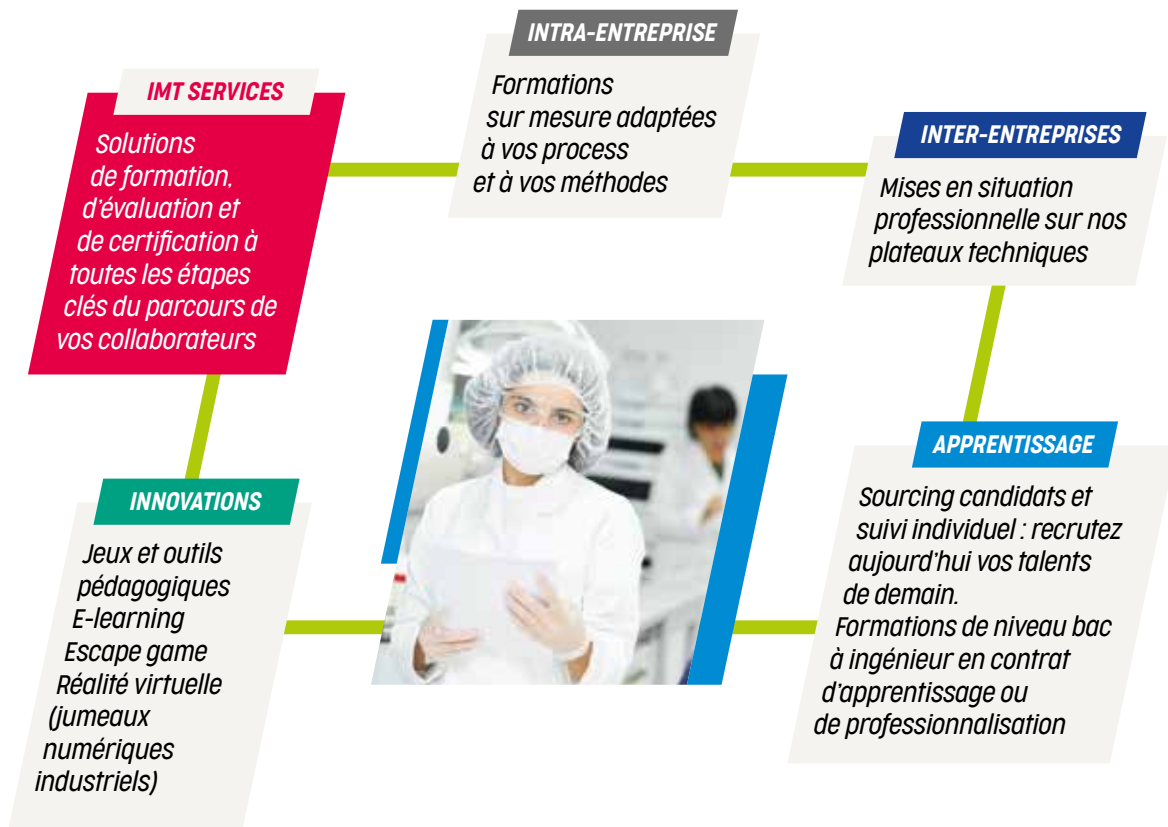 INTRA-ENTREPRISE
Formations
sur mesure adaptées
à vos process
et à vos méthodes
IMT SERVICES
Solutions
de formation,
d'évaluation et
de certification à
toutes les étapes
clés du parcours de
vos collaborateurs
INTER-ENTREPRISES
Mises en situation
professionnelle sur nos
plateaux techniques
APPRENTISSAGE
Sourcing candidats et
suivi individuel : recrutez
aujourd'hui vos talents
de demain.
Formations de niveau bac
à ingénieur en contrat
d'apprentissage ou
de professionnalisation
INNOVATIONS
Jeux et outils
pédagogiques
E-learning
Escape game
Réalité virtuelle
(jumeaux
numériques
industriels)